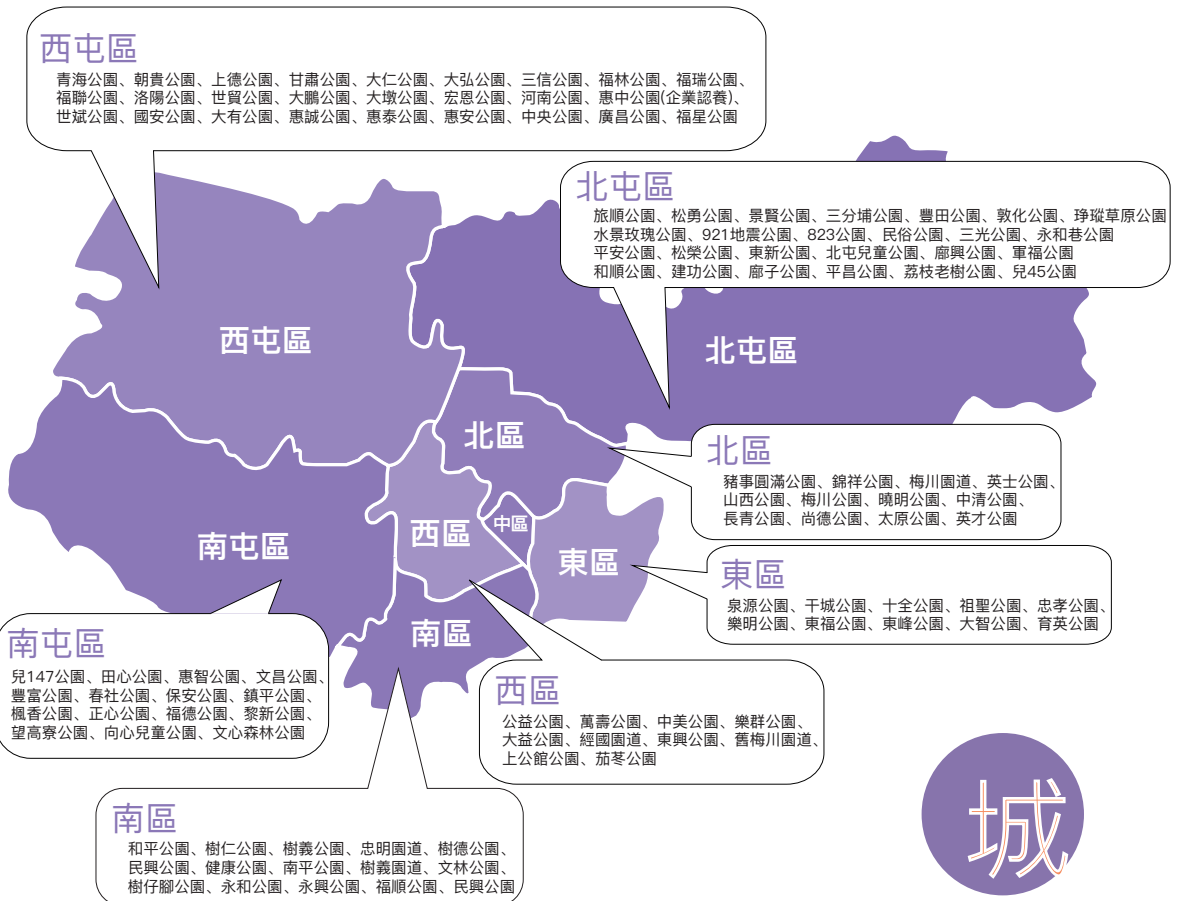 西屯區
青海公園、朝貴公園、上德公園、甘肅公園、大仁公園、大弘公園、三信公園、福林公園、福瑞公園、
福聯公園、洛陽公園、世貿公園、大鵬公園、大墩公園、宏恩公園、河南公園、惠中公園(企業認養)、
世斌公園、國安公園、大有公園、惠誠公園、惠泰公園、惠安公園、中央公園、廣昌公園、福星公園
北屯區
旅順公園、松勇公園、景賢公園、三分埔公園、豐田公園、敦化公園、琤瑽草原公園
水景玫瑰公園、921地震公園、823公園、民俗公園、三光公園、永和巷公園
平安公園、松榮公園、東新公園、北屯兒童公園、廍興公園、軍福公園
和順公園、建功公園、廍子公園、平昌公園、荔枝老樹公園、兒45公園
西屯區
北屯區
北區
北區
豬事圓滿公園、錦祥公園、梅川園道、英士公園、
山西公園、梅川公園、曉明公園、中清公園、
長青公園、尚德公園、太原公園、英才公園
南屯區
西區
中區
東區
東區
泉源公園、干城公園、十全公園、祖聖公園、忠孝公園、
樂明公園、東福公園、東峰公園、大智公園、育英公園
南區
南屯區
兒147公園、田心公園、惠智公園、文昌公園、
豐富公園、春社公園、保安公園、鎮平公園、
楓香公園、正心公園、福德公園、黎新公園、
望高寮公園、向心兒童公園、文心森林公園
西區
公益公園、萬壽公園、中美公園、樂群公園、
大益公園、經國園道、東興公園、舊梅川園道、
上公館公園、茄苳公園
南區
和平公園、樹仁公園、樹義公園、忠明園道、樹德公園、
民興公園、健康公園、南平公園、樹義園道、文林公園、
樹仔腳公園、永和公園、永興公園、福順公園、民興公園
城